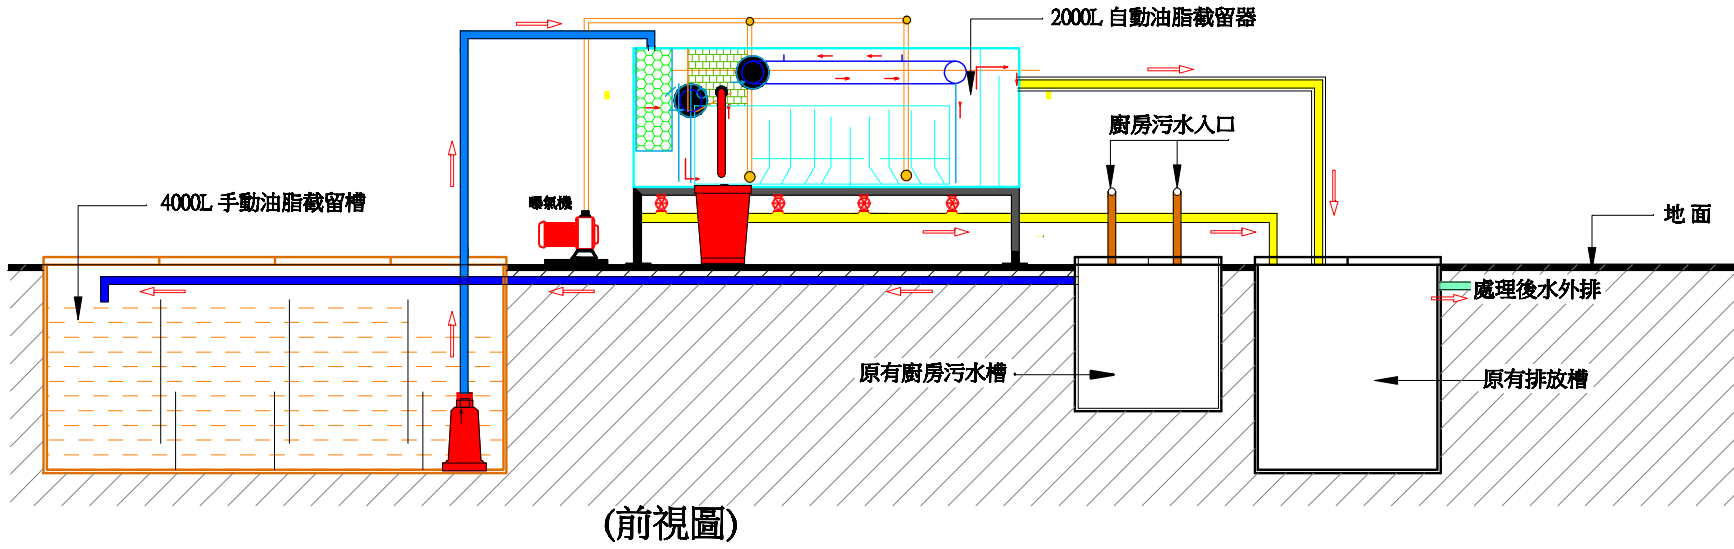 2000L 自動油脂截留器
廚房污水入口
4000L 手動油脂截留槽
曝氣機
地面
處理後水外排
原有廚房污水槽
原有排放槽
(前視圖)